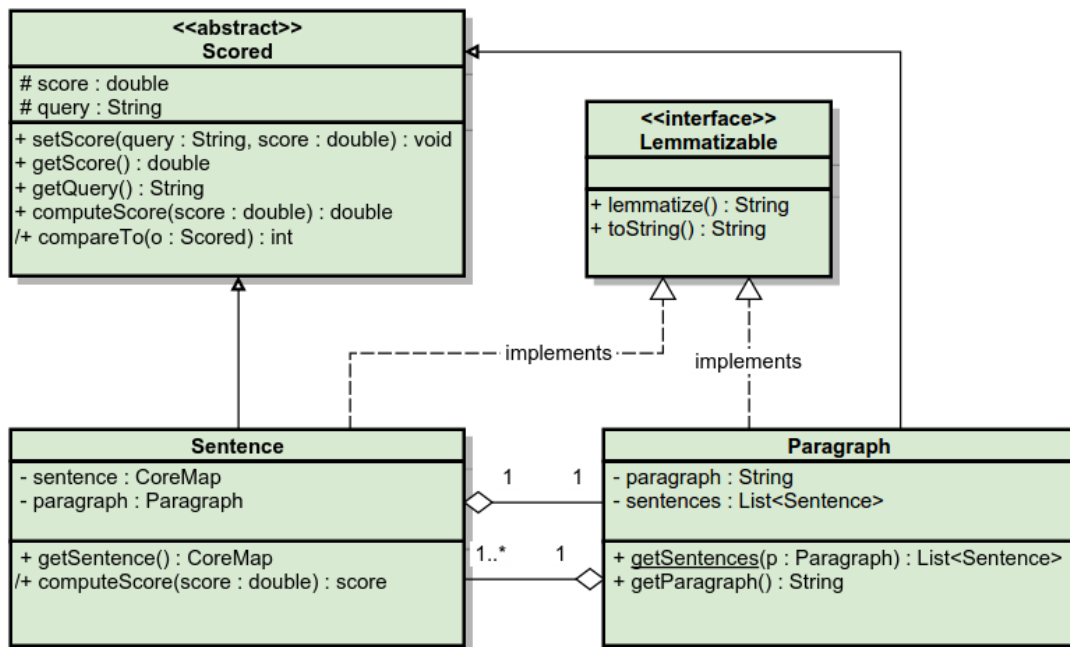 <<abstract>>
Scored
# score : double
# query : String
+ setScore(query : String, score : double) : void
+ getScore() : double
+ getQuery() : String
+ computeScore(score : double) : double
/+ compareTo(o : Scored) : int
<<interface>>
Lemmatizable
+ lemmatize() : String
+ toString() : String
implements
implements
Sentence
- sentence : CoreMap
- paragraph : Paragraph
+ getSentence() : CoreMap
/+ computeScore(score : double) : score
1
1
1..*
1
Paragraph
- paragraph : String
- sentences : List<Sentence>
+ getSentences(p : Paragraph) : List<Sentence>
+ getParagraph() : String